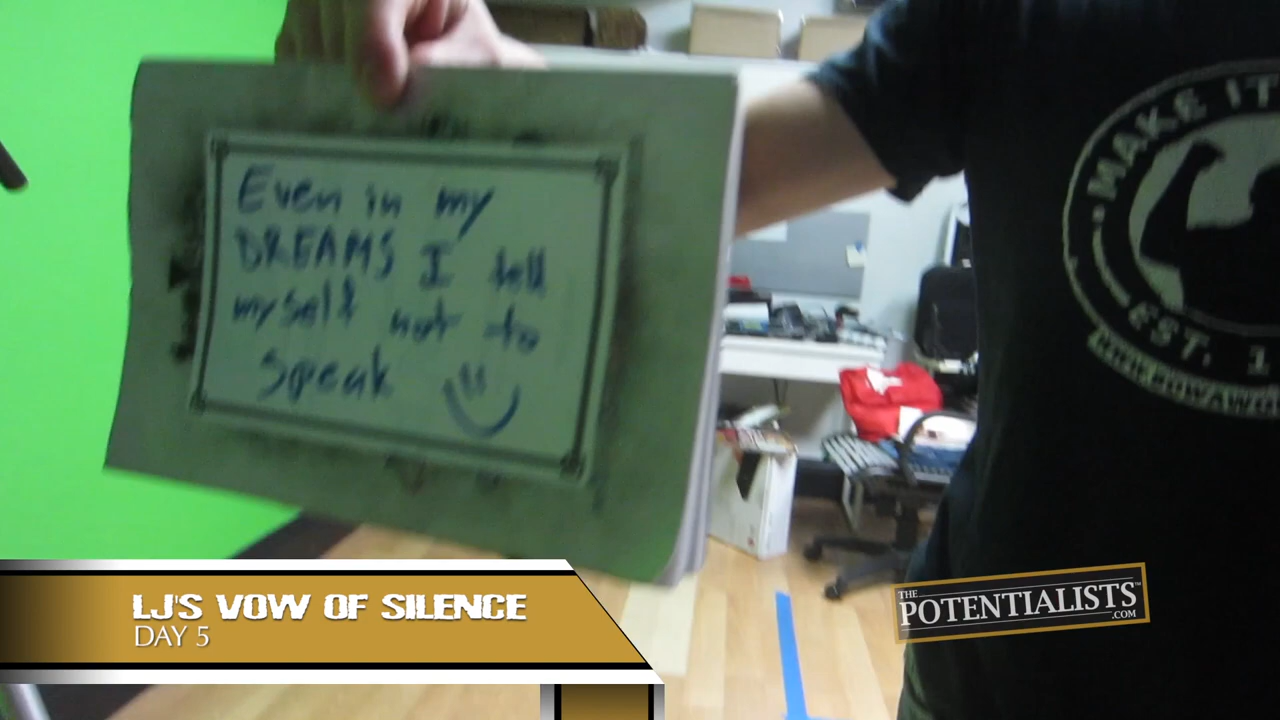 Even in my
DREAMS I tell
myself not to
speak
MAKE IT
EST. 1
LJ'S VOW OF SILENCE
DAY 5
THE
POTENTIALISTS™
.COM